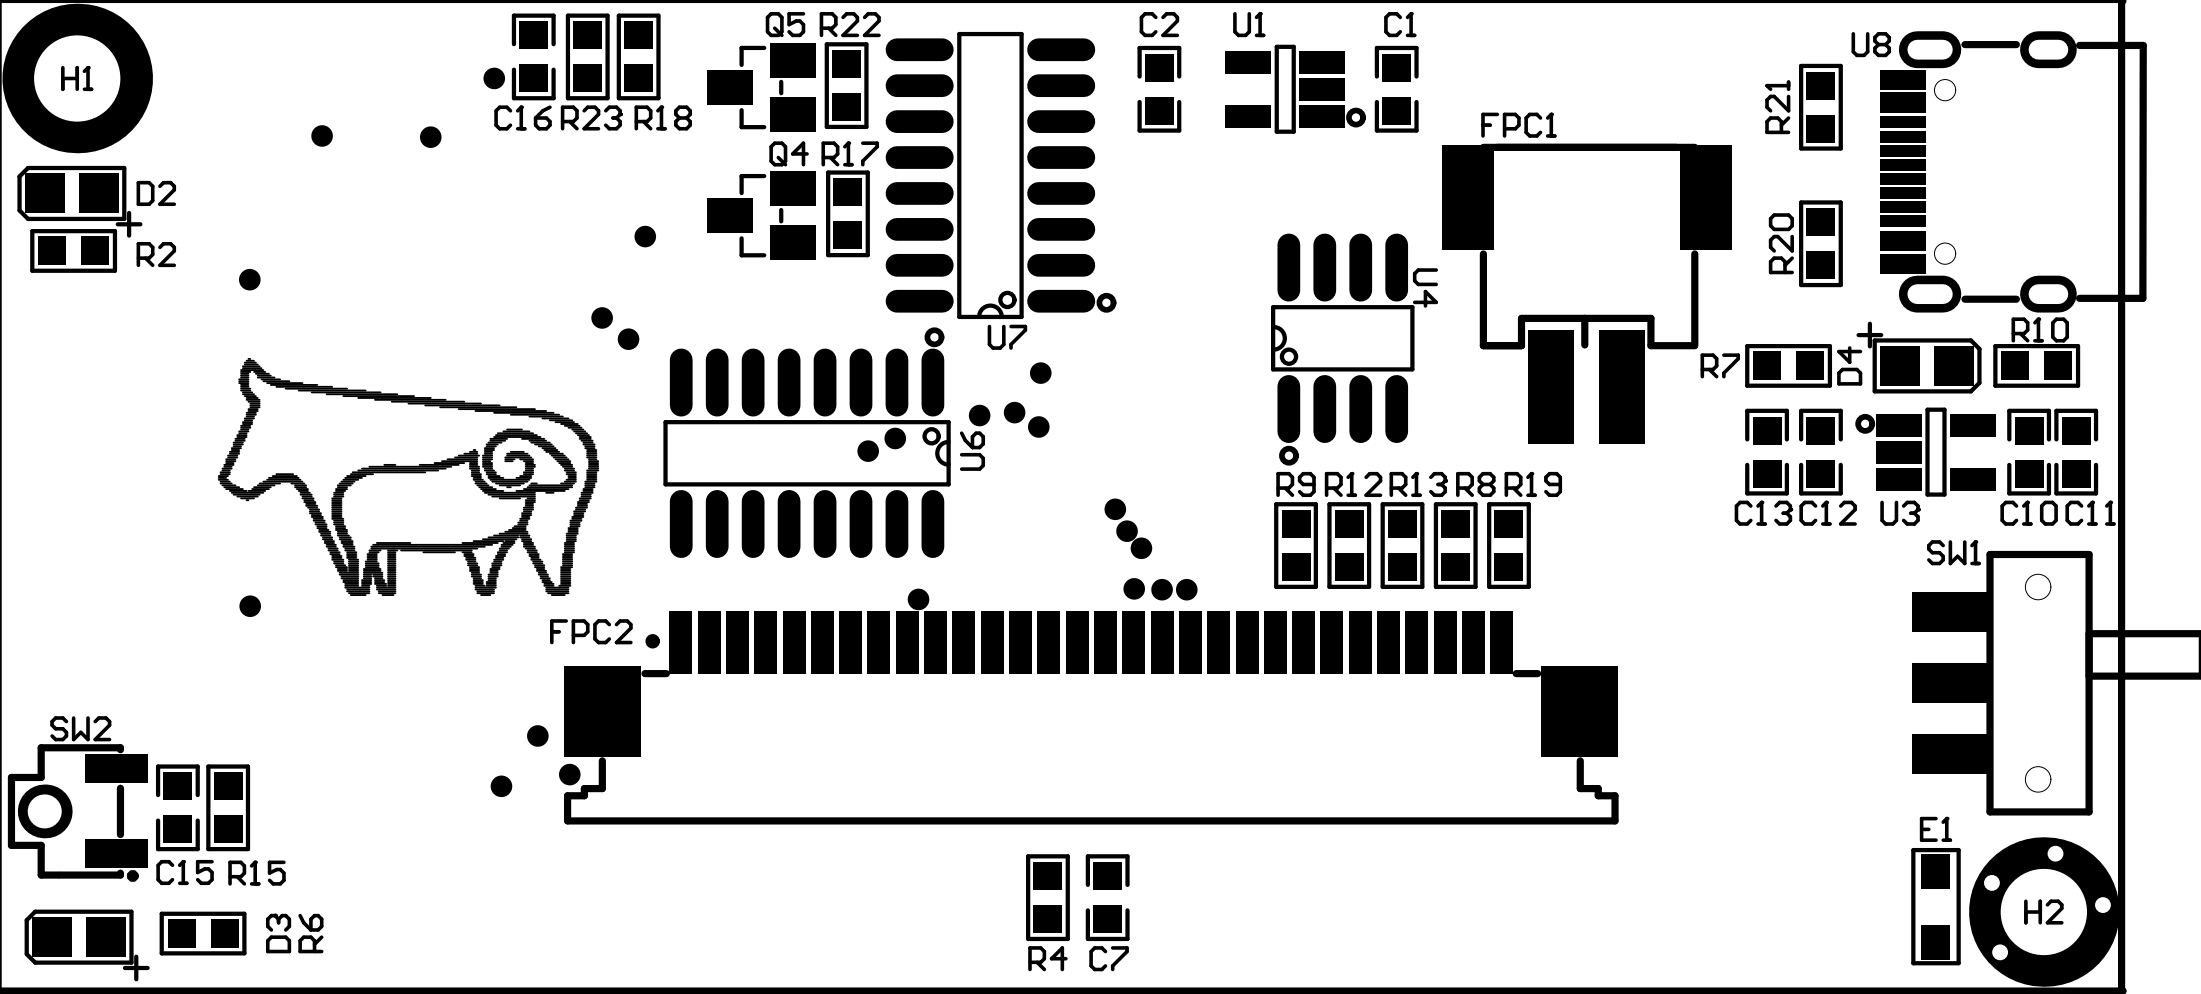 Q5 R22 C2 U1 C1
U8
H1
C16 R23 R18
R21
FPC1
Q4 R17
D2
+
R2
R20
U4
U7
+
R10
R7 D4
U6
R9 R12 R13 R8 R19
C13 C12 U3 C10 C11
SW1
FPC2
SW2
E1
C15 R15
H2
D3
R6
R4 C7
+